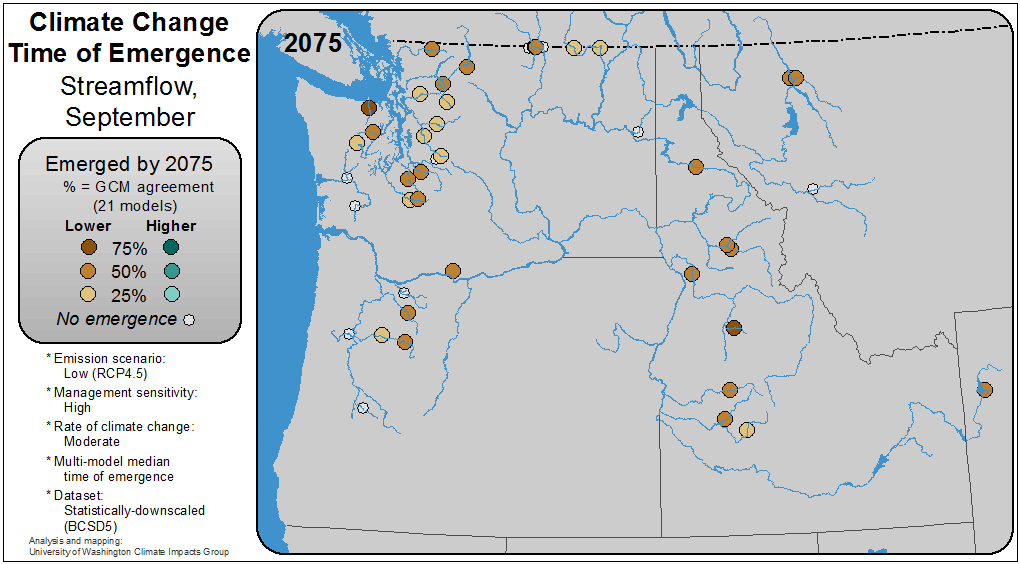 Climate Change
Time of Emergence
Streamflow,
September
2075
Emerged by 2075
% = GCM agreement
(21 models)
Lower Higher
75%
50%
25%
No emergence
* Emission scenario:
Low (RCP4.5)
* Management sensitivity:
High
* Rate of climate change:
Moderate
* Multi-model median
time of emergence
* Dataset:
Statistically-downscaled
(BCSD5)
Analysis and mapping:
University of Washington Climate Impacts Group